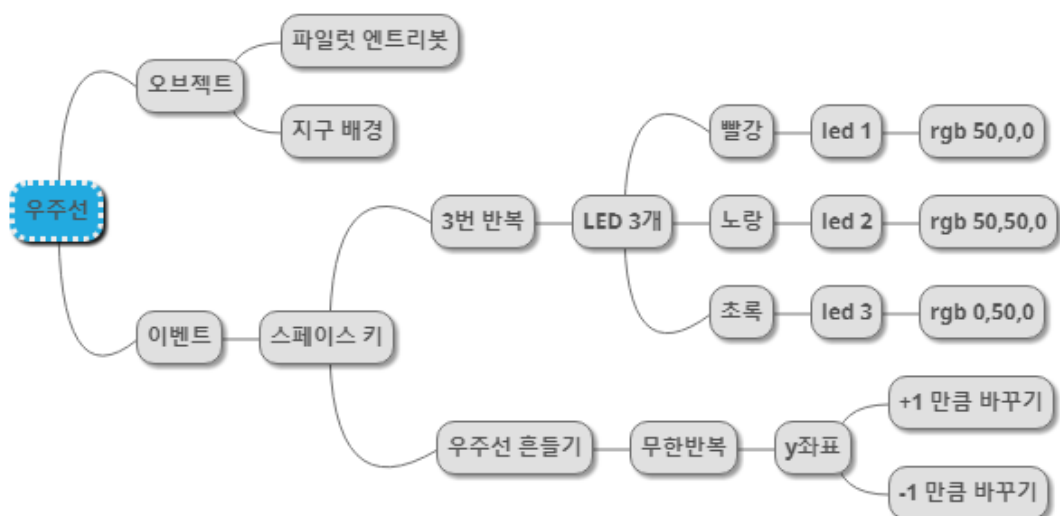 우주선
오브젝트
파일럿 엔트리봇
지구 배경
이벤트
스페이스 키
3번 반복
LED 3개
빨강
led 1
rgb 50,0,0
노랑
led 2
rgb 50,50,0
초록
led 3
rgb 0,50,0
우주선 흔들기
무한반복
y좌표
+1 만큼 바꾸기
-1 만큼 바꾸기